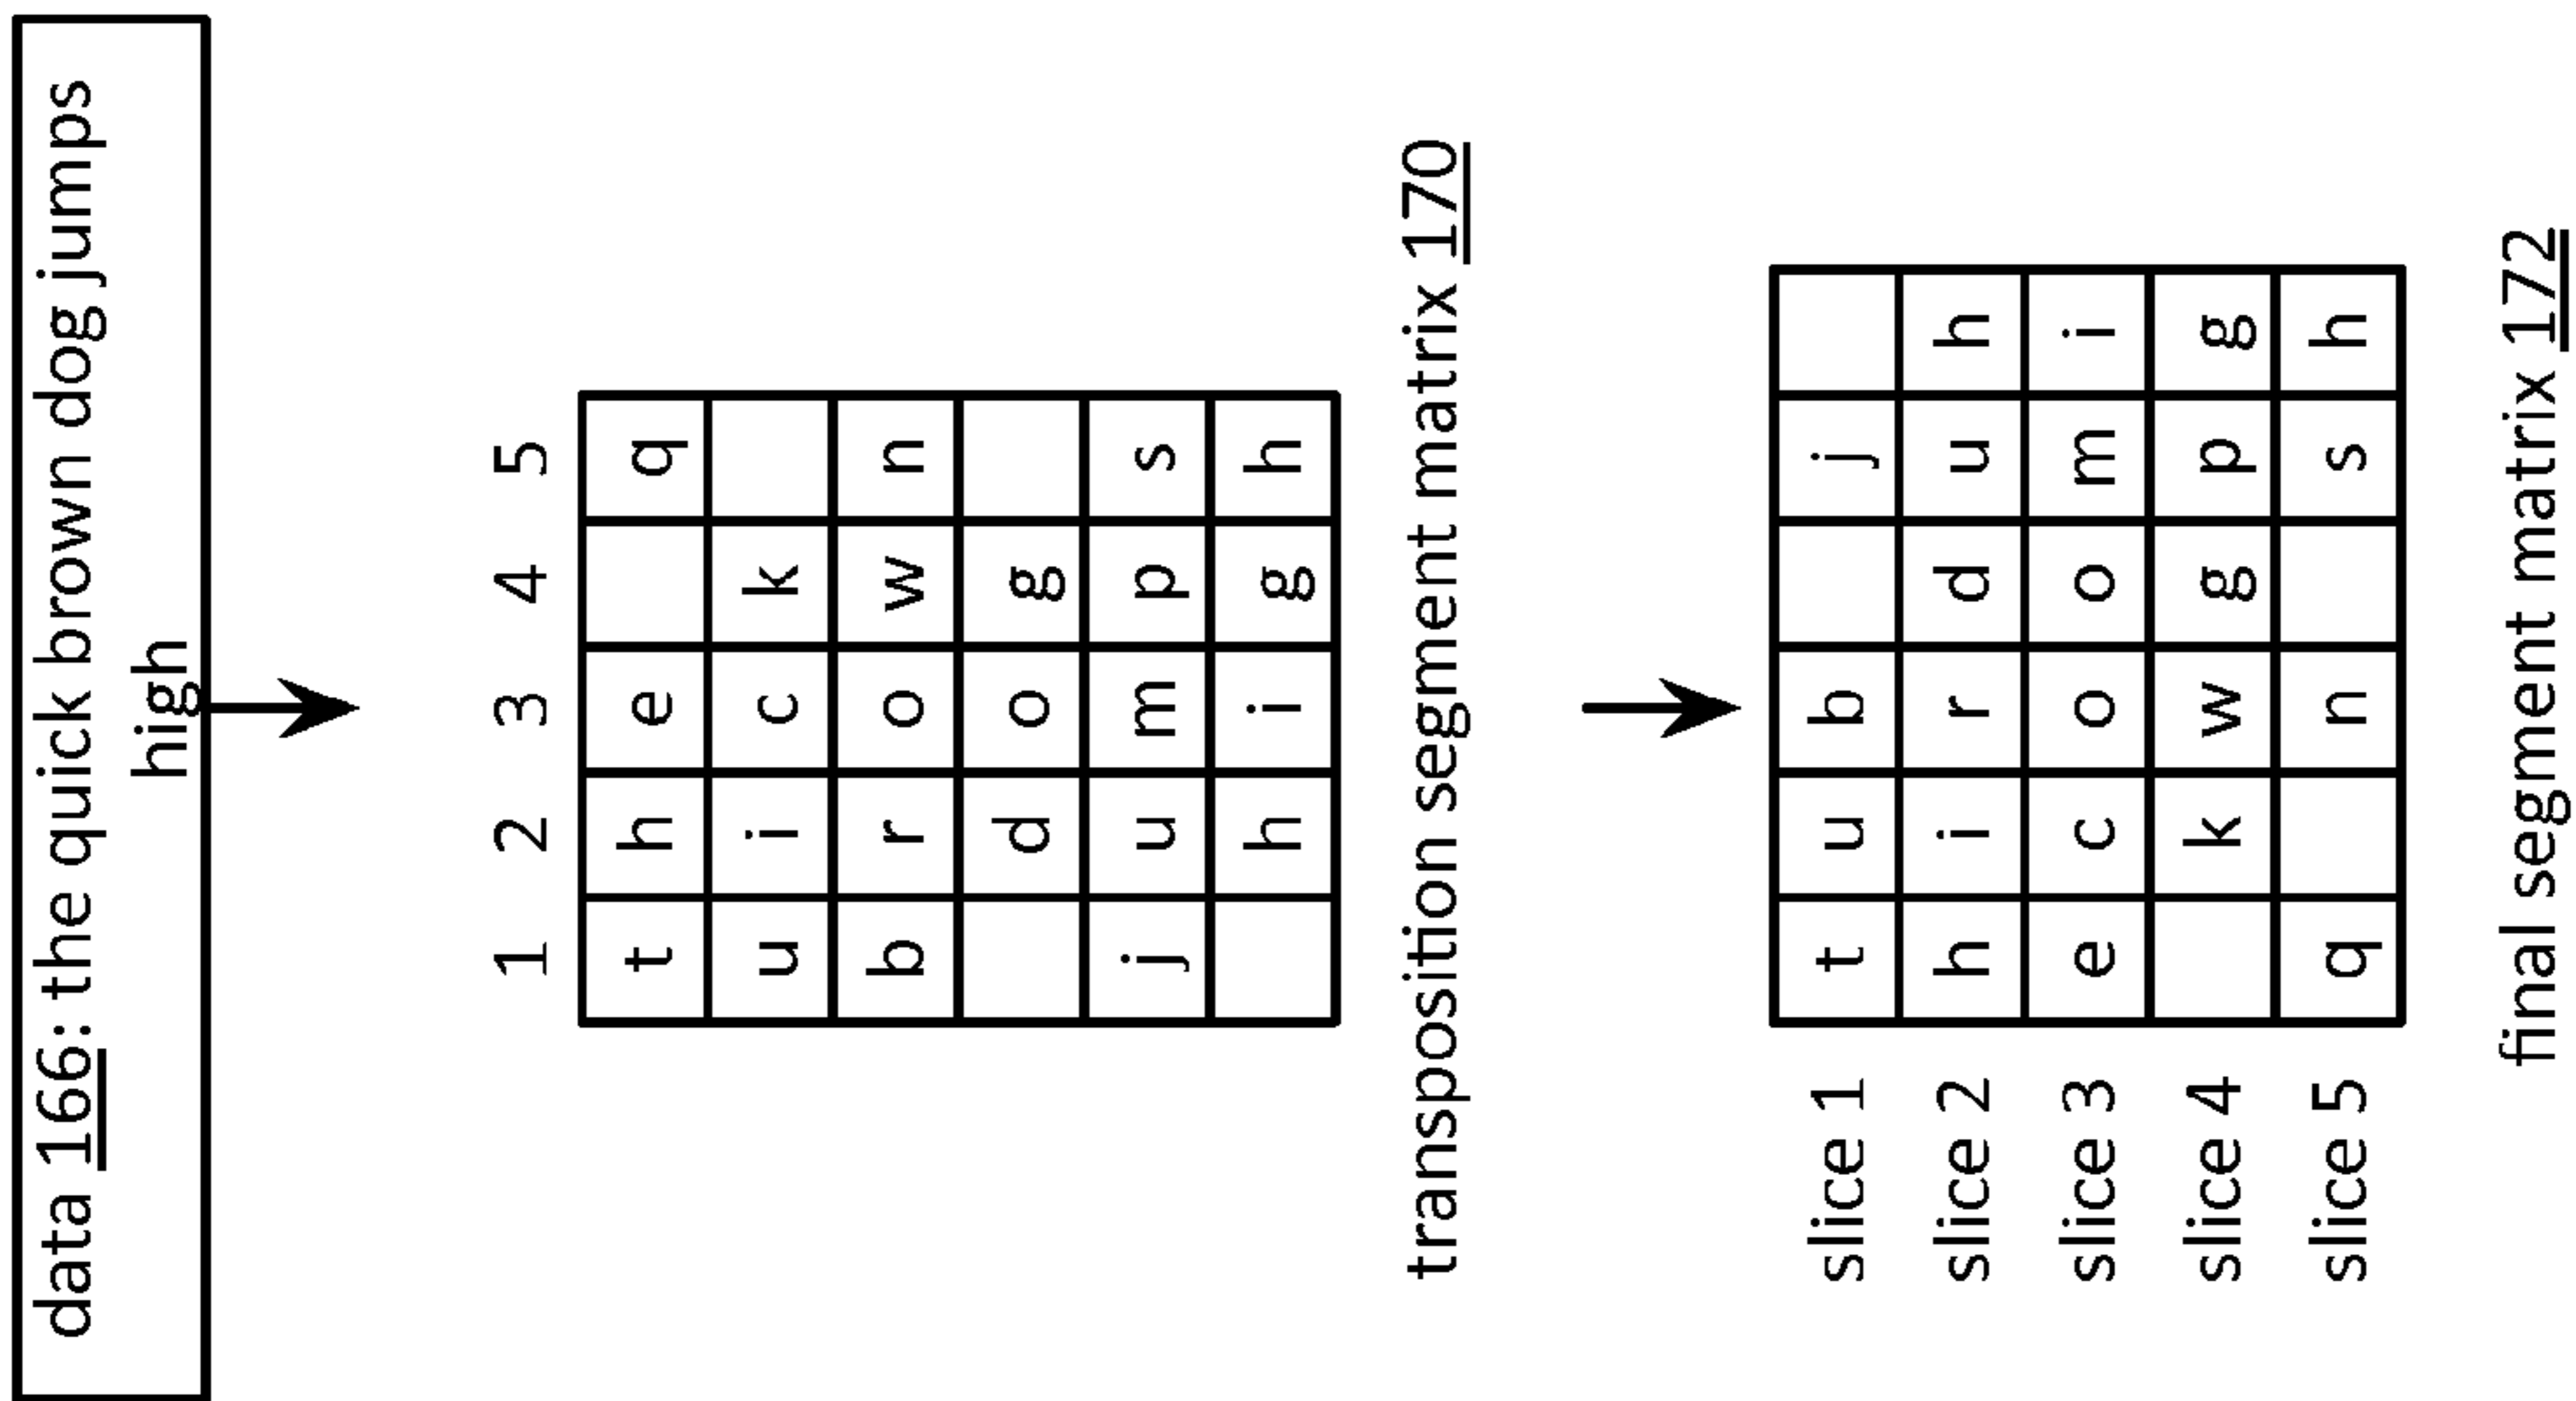 data 166: the quick brown dog jumps
high
1 2 3 4 5
t h e q
u i c k
b r o w n
d o g
j u m p s
h i g h
transposition segment matrix 170
slice 1 t u b j
slice 2 h i r d u h
slice 3 e c o o m i
slice 4 k w g p g
slice 5 q n s h
final segment matrix 172